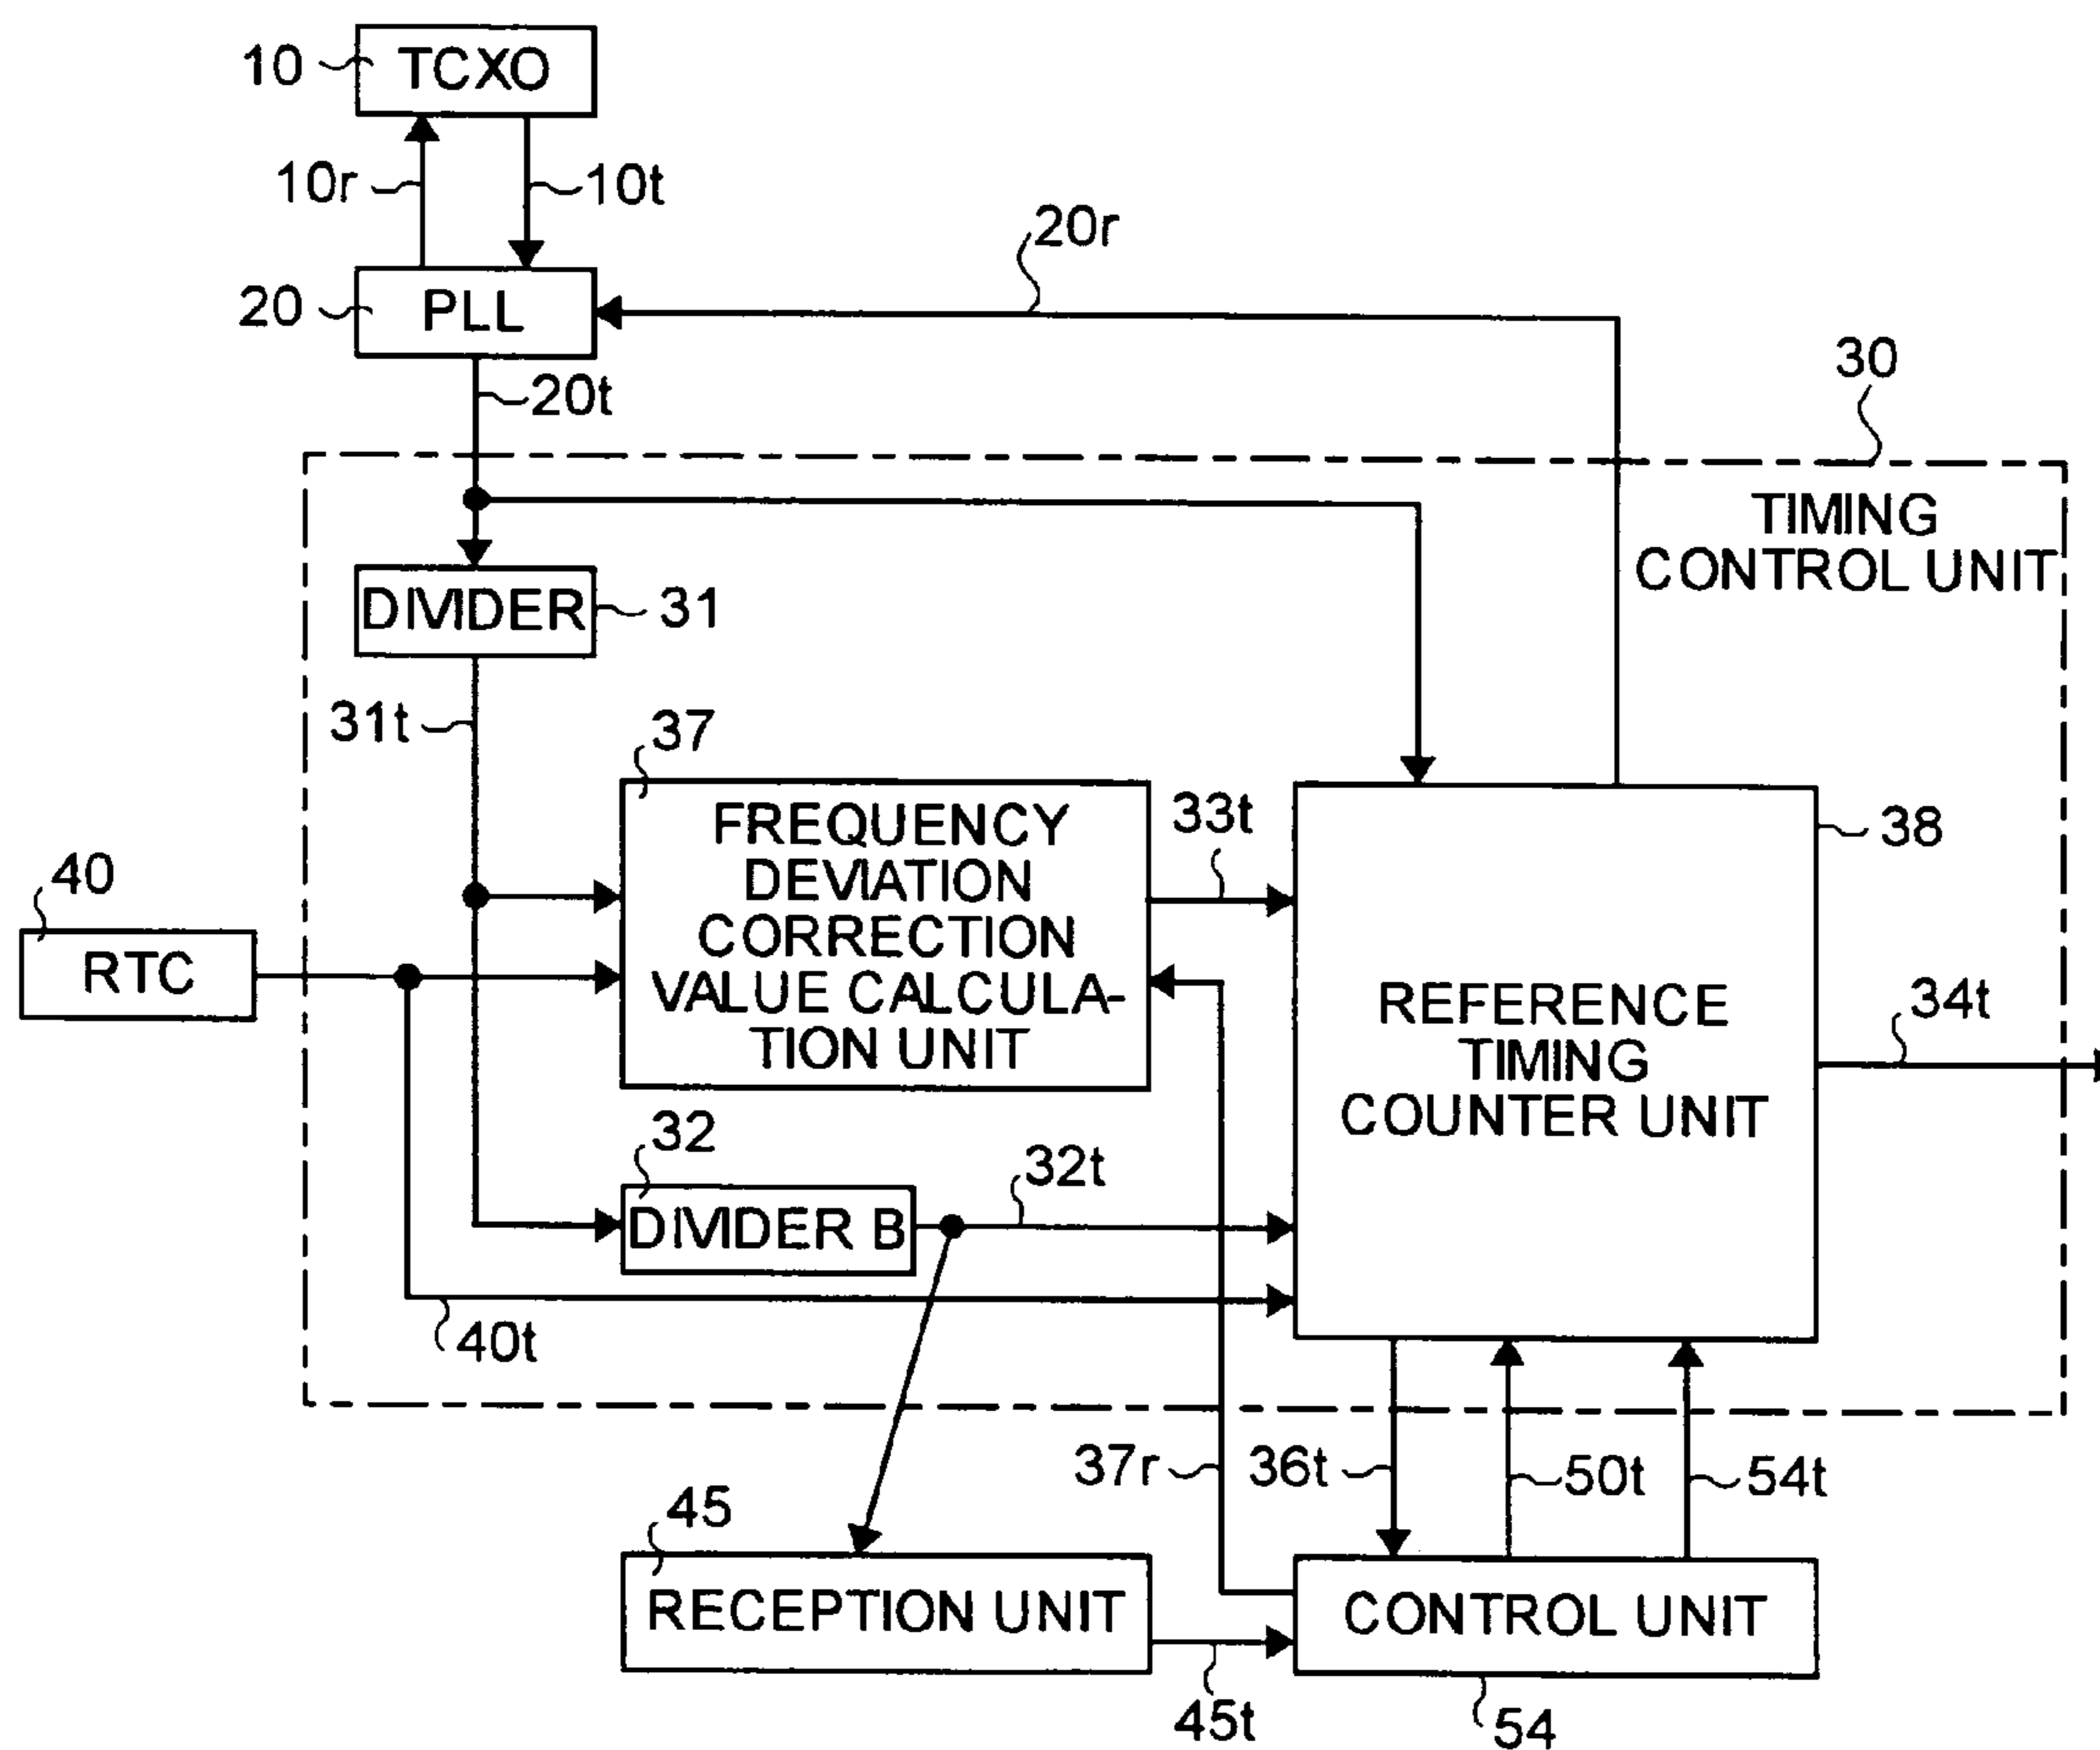 10
TCXO
10r
10t
20r
20
PLL
20t
30
TIMING
CONTROL UNIT
DIVIDER
31
31t
37
FREQUENCY
DEVIATION
CORRECTION
VALUE CALCULA-
TION UNIT
33t
38
40
RTC
REFERENCE
TIMING
COUNTER UNIT
34t
32
DIVIDER B
32t
40t
37r
36t
50t
54t
45
RECEPTION UNIT
CONTROL UNIT
45t
54